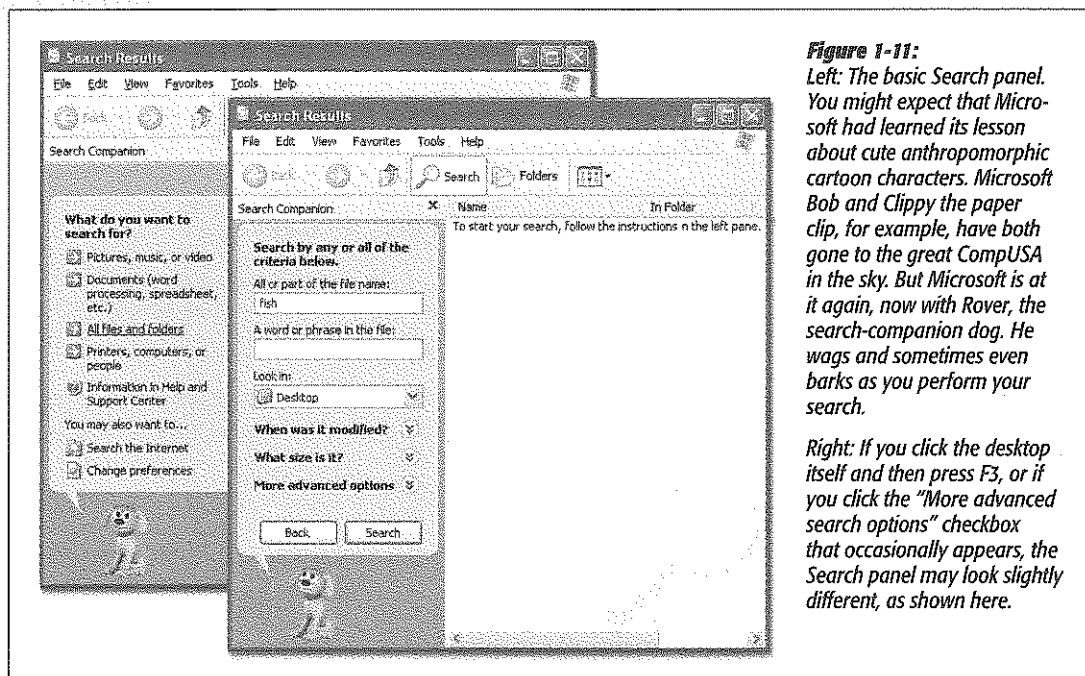 Search Results
File Edit View Favorites Tools Help
Back
Search Companion
What do you want to
search for?
Pictures, music, or video
Documents (word
processing, spreadsheet,
etc.)
All files and folders
Printers, computers, or
people
Information in Help and
Support Center
You may also want to...
Search the Internet
Change preferences
Search Results
File Edit View Favorites Tools Help
Back Search Folders
Search Companion
Name In Folder
To start your search, follow the instructions n the left pane.
Search by any or all of the
criteria below.
All or part of the file name:
fish
A word or phrase in the file:
Look in:
Desktop
When was it modified?
What size is it?
More advanced options
Back Search
Figure 1-11:
Left: The basic Search panel.
You might expect that Micro-
soft had learned its lesson
about cute anthropomorphic
cartoon characters. Microsoft
Bob and Clippy the paper
clip, for example, have both
gone to the great CompUSA
in the sky. But Microsoft is at
it again, now with Rover, the
search-companion dog. He
wags and sometimes even
barks as you perform your
search.
Right: If you click the desktop
itself and then press F3, or if
you click the "More advanced
search options" checkbox
that occasionally appears, the
Search panel may look slightly
different, as shown here.